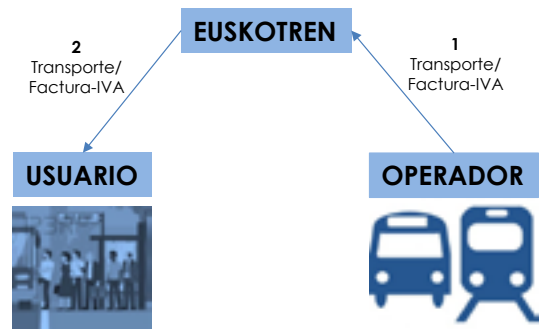 EUSKOTREN
2
Transporte/
Factura-IVA
1
Transporte/
Factura-IVA
USUARIO
OPERADOR